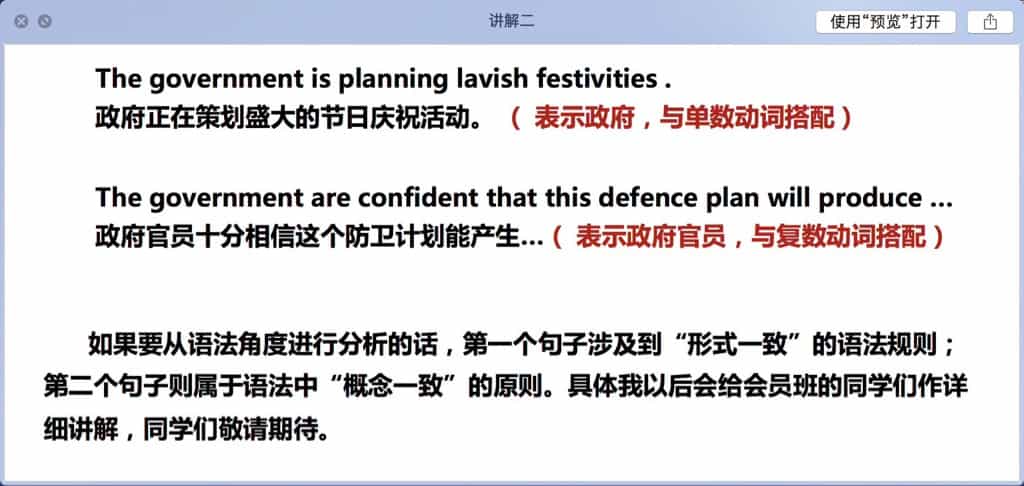 讲解二
使用“预览”打开
The government is planning lavish festivities .
政府正在策划盛大的节日庆祝活动。 （ 表示政府，与单数动词搭配）
The government are confident that this defence plan will produce ...
政府官员十分相信这个防卫计划能产生...（ 表示政府官员，与复数动词搭配）
如果要从语法角度进行分析的话，第一个句子涉及到“形式一致”的语法规则；
第二个句子则属于语法中“概念一致”的原则。具体我以后会给会员班的同学们作详
细讲解，同学们敬请期待。